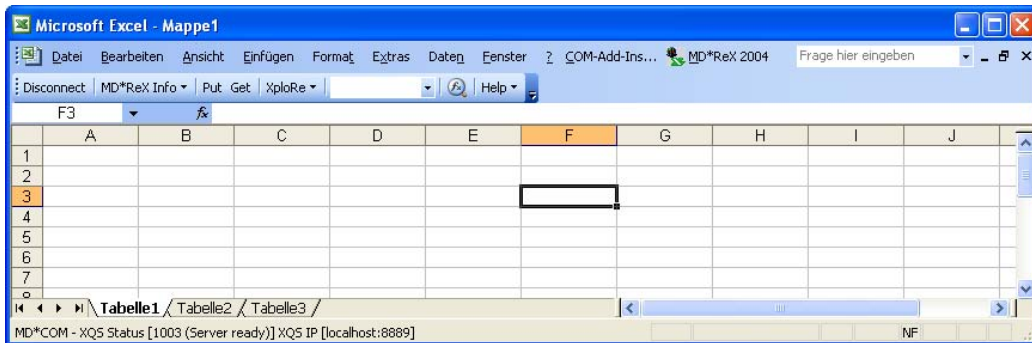 Microsoft Excel - Mappe1
Datei Bearbeiten Ansicht Einfügen Format Extras Daten Fenster ? COM-Add-Ins... MD*ReX 2004 Frage hier eingeben
Disconnect MD*ReX Info Put Get XploRe Help
F3 fx
A B C D E F G H I J
1
2
3
4
5
6
7
Tabelle1 Tabelle2 Tabelle3
MD*COM - XQS Status [1003 (Server ready)] XQS IP [localhost:8889] NF